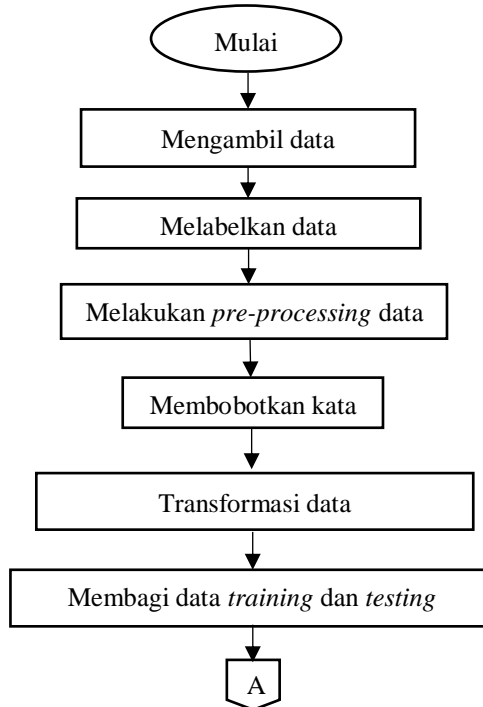 Mulai
Mengambil data
Melabelkan data
Melakukan pre-processing data
Membobotkan kata
Transformasi data
Membagi data training dan testing
A